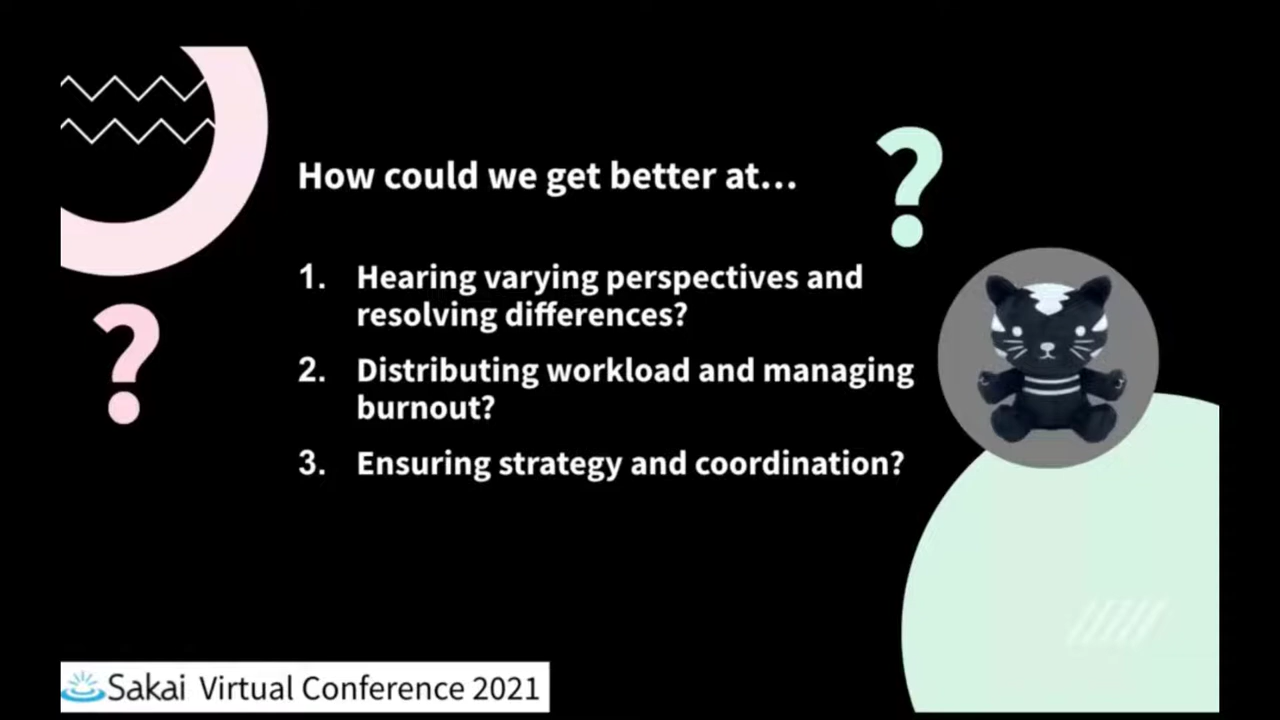 How could we get better at...
?
?
1. Hearing varying perspectives and
resolving differences?
2. Distributing workload and managing
burnout?
3. Ensuring strategy and coordination?
Sakai Virtual Conference 2021